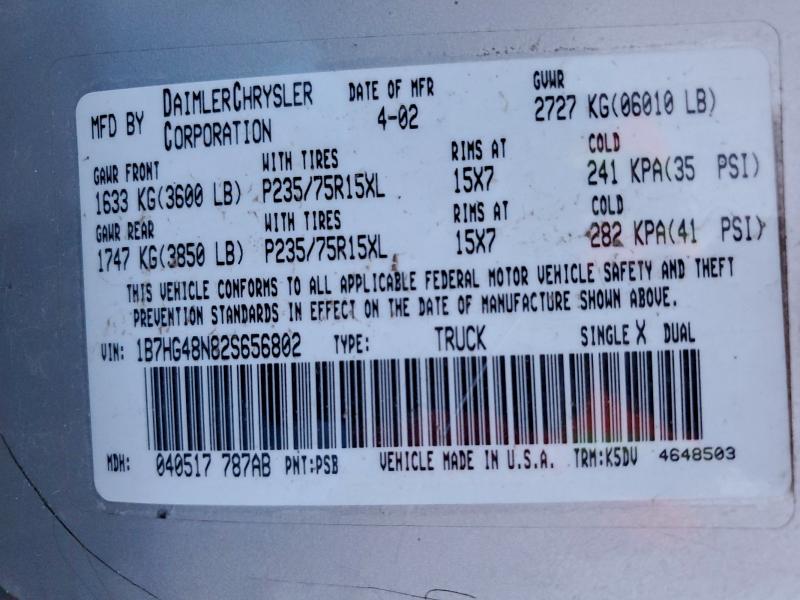 MFD BY DAIMLERCHRYSLER CORPORATION DATE OF MFR 4-02 GVWR 2727 KG(06010 LB)
GAWR FRONT WITH TIRES RIMS AT COLD
1633 KG(3600 LB) P235/75R15XL 15X7 241 KPA(35 PSI)
GAWR REAR WITH TIRES RIMS AT COLD
1747 KG(3850 LB) P235/75R15XL 15X7 282 KPA(41 PSI)
THIS VEHICLE CONFORMS TO ALL APPLICABLE FEDERAL MOTOR VEHICLE SAFETY AND THEFT
PREVENTION STANDARDS IN EFFECT ON THE DATE OF MANUFACTURE SHOWN ABOVE.
VIN: 1B7HG48N82S656802 TYPE: TRUCK SINGLE X DUAL
MDH: 040517 787AB PNT:PSB VEHICLE MADE IN U.S.A. TRM:K5DV 4648503